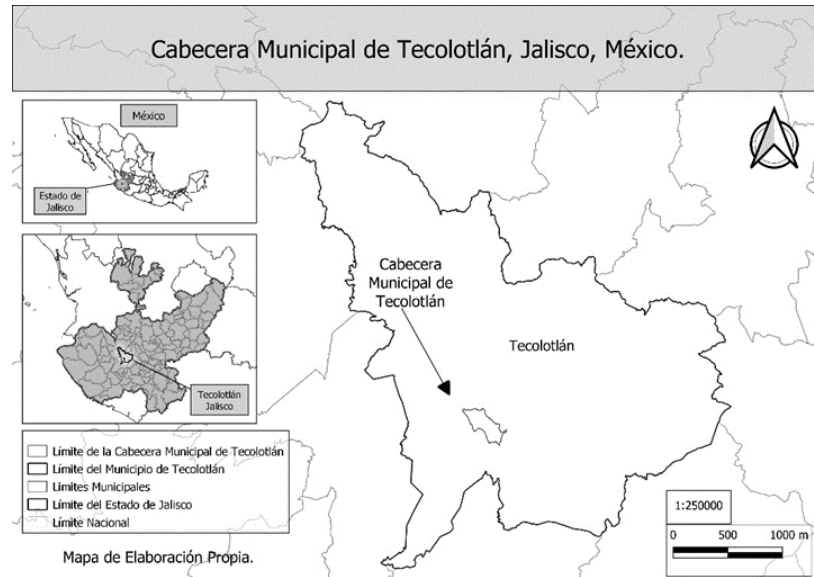 Cabecera Municipal de Tecolotlán, Jalisco, México.
México
Estado de
Jalisco
Tecolotlán
Jalisco
Cabecera
Municipal de
Tecolotlán
Tecolotlán
Límite de la Cabecera Municipal de Tecolotlán
Límite del Municipio de Tecolotlán
Límites Municipales
Límite del Estado de Jalisco
Límite Nacional
Mapa de Elaboración Propia.
1:250000
0 500 1000 m